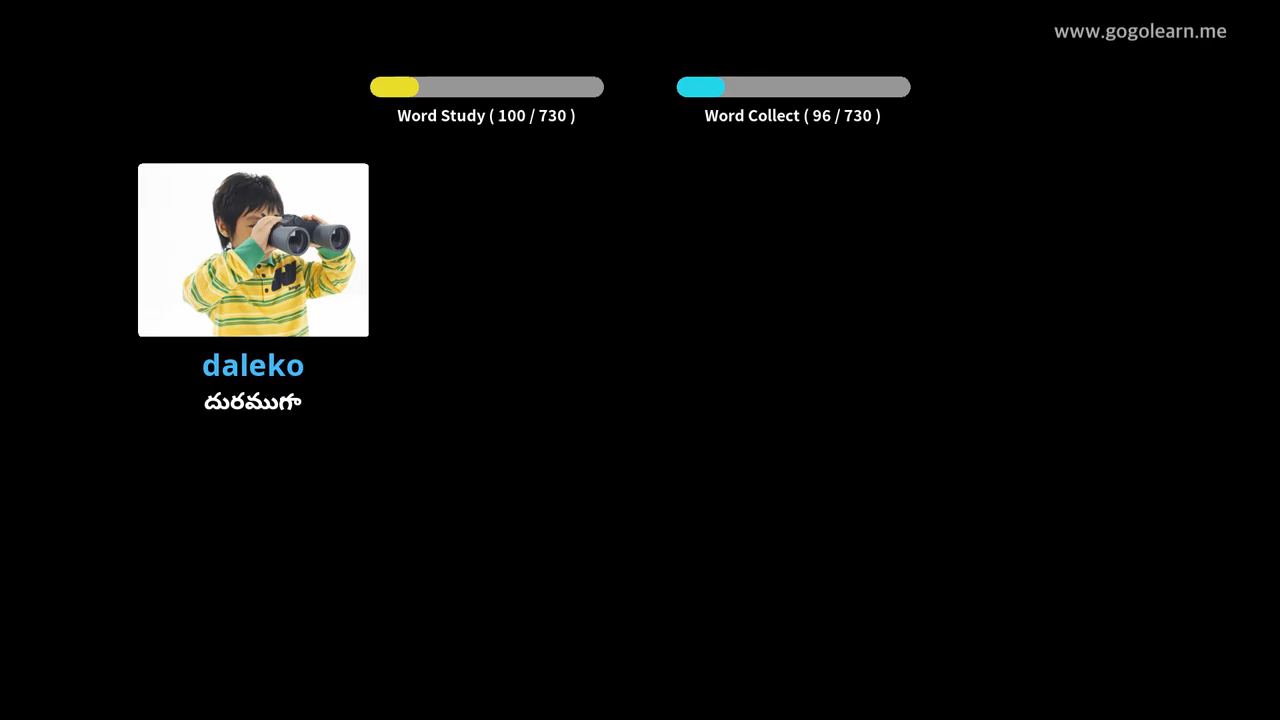 www.gogolearn.me
Word Study ( 100 / 730 )
Word Collect ( 96 / 730 )
daleko
దురముగా